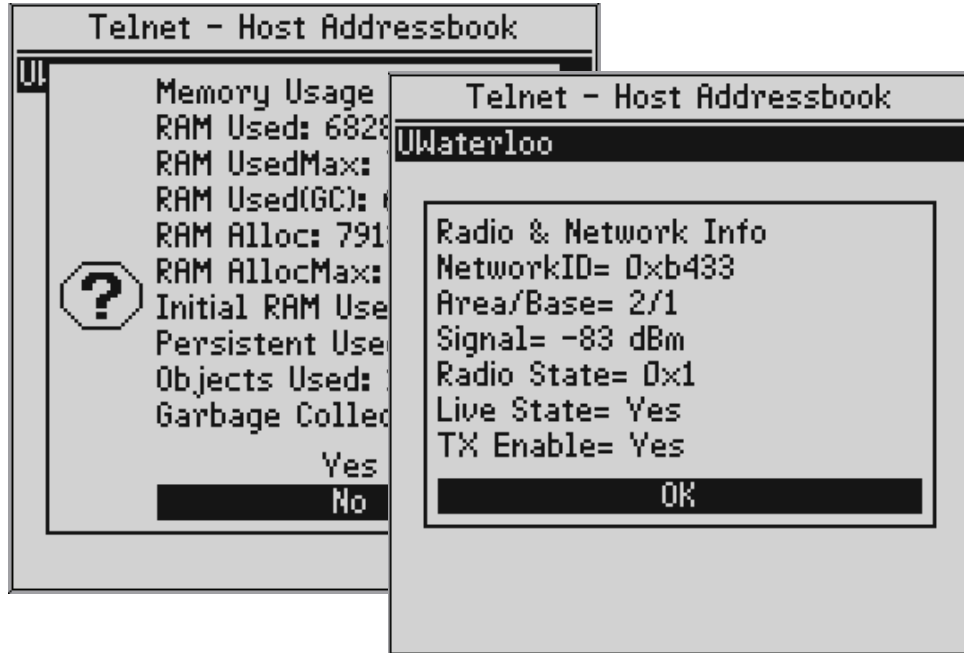 Telnet - Host Addressbook
Memory Usage
RAM Used: 6828
RAM UsedMax:
RAM Used(GC):
RAM Alloc: 791
RAM AllocMax:
?
Initial RAM Use
Persistent Use
Objects Used:
Garbage Collec
Yes
No
Telnet - Host Addressbook
UWaterloo
Radio & Network Info
NetworkID= 0xb433
Area/Base= 2/1
Signal= -83 dBm
Radio State= 0x1
Live State= Yes
TX Enable= Yes
OK